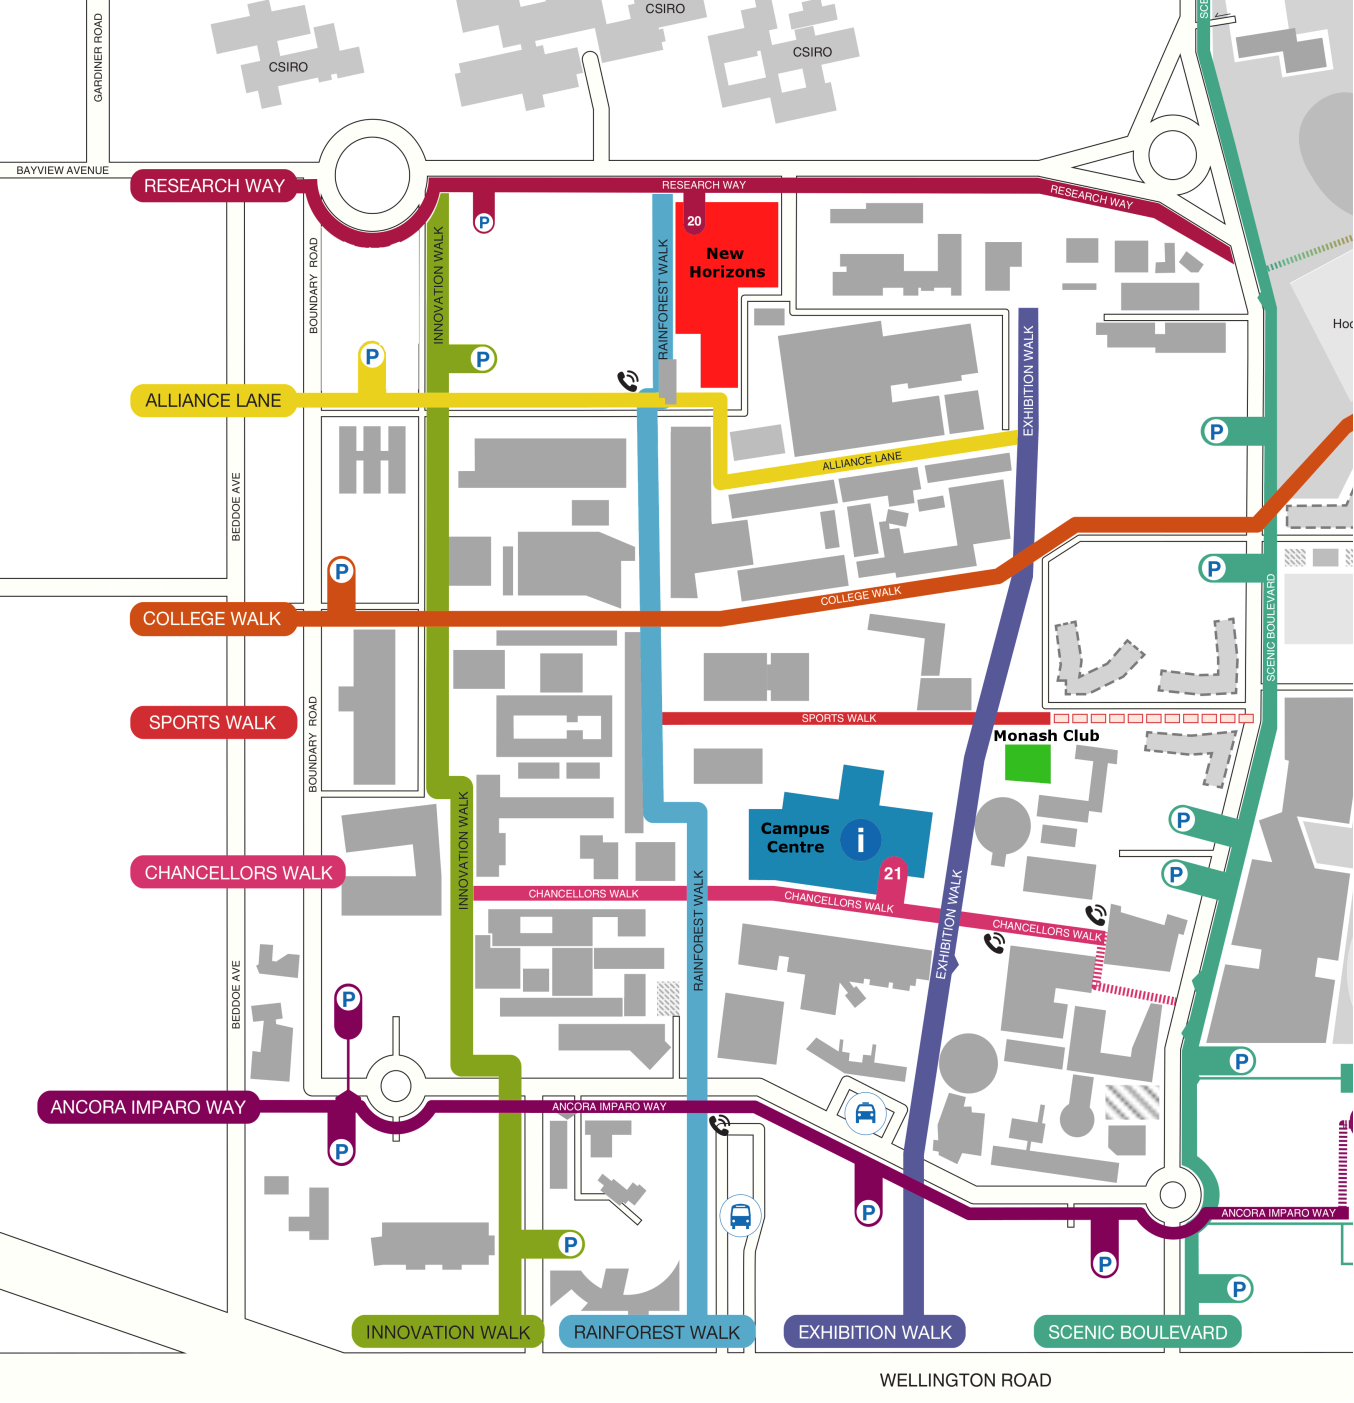 CSIRO
SCE
GARDINER ROAD
CSIRO
CSIRO
BAYVIEW AVENUE
RESEARCH WAY
RESEARCH WAY
RESEARCH WAY
P
20
New
Horizons
INNOVATION WALK
RAINFOREST WALK
BOUNDARY ROAD
Hoc
P
P
EXHIBITION WALK
ALLIANCE LANE
P
ALLIANCE LANE
BEDDOE AVE
P
P
COLLEGE WALK
COLLEGE WALK
SCENIC BOULEVARD
SPORTS WALK
SPORTS WALK
Monash Club
BOUNDARY ROAD
P
Campus
Centre
i
INNOVATION WALK
CHANCELLORS WALK
21
P
CHANCELLORS WALK
CHANCELLORS WALK
CHANCELLORS WALK
RAINFOREST WALK
EXHIBITION WALK
BEDDOE AVE
P
P
ANCORA IMPARO WAY
ANCORA IMPARO WAY
P
P
ANCORA IMPARO WAY
P
P
P
INNOVATION WALK
RAINFOREST WALK
EXHIBITION WALK
SCENIC BOULEVARD
WELLINGTON ROAD